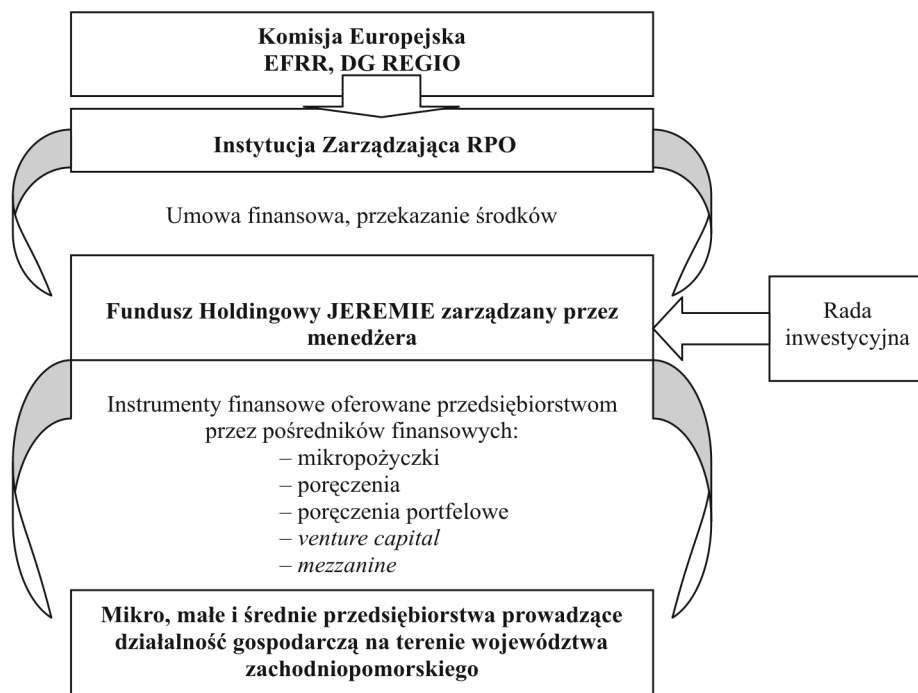 Komisja Europejska
EFRR, DG REGIO
Instytucja Zarządzająca RPO
Umowa finansowa, przekazanie środków
Fundusz Holdingowy JEREMIE zarządzany przez
menedżera
Rada
inwestycyjna
Instrumenty finansowe oferowane przedsiębiorstwom
przez pośredników finansowych:
– mikropożyczki
– poręczenia
– poręczenia portfelowe
– venture capital
– mezzanine
Mikro, małe i średnie przedsiębiorstwa prowadzące
działalność gospodarczą na terenie województwa
zachodniopomorskiego